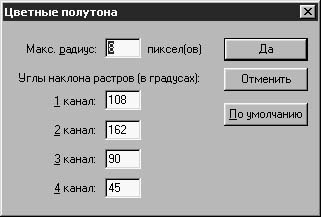 Цветные полутона
Макс. радиус: 8 пиксел(ов)
Да
Углы наклона растров (в градусах):
Отменить
1 канал: 108
По умолчанию
2 канал: 162
3 канал: 90
4 канал: 45